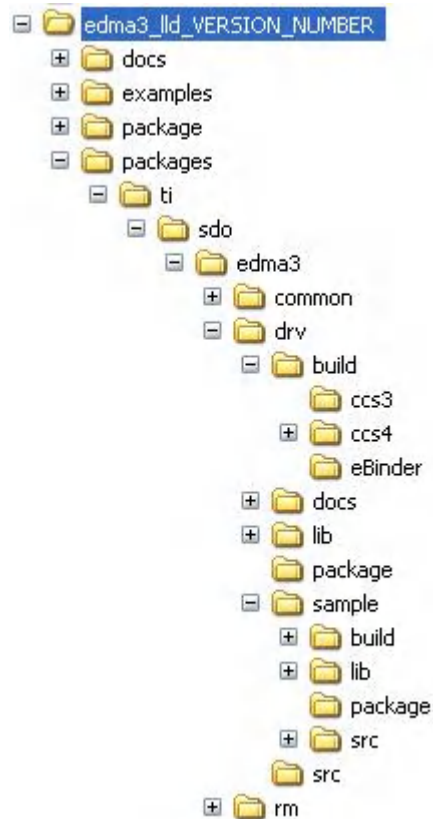 edma3_lld_VERSION_NUMBER
docs
examples
package
packages
ti
sdo
edma3
common
drv
build
ccs3
ccs4
eBinder
docs
lib
package
sample
build
lib
package
src
src
rm